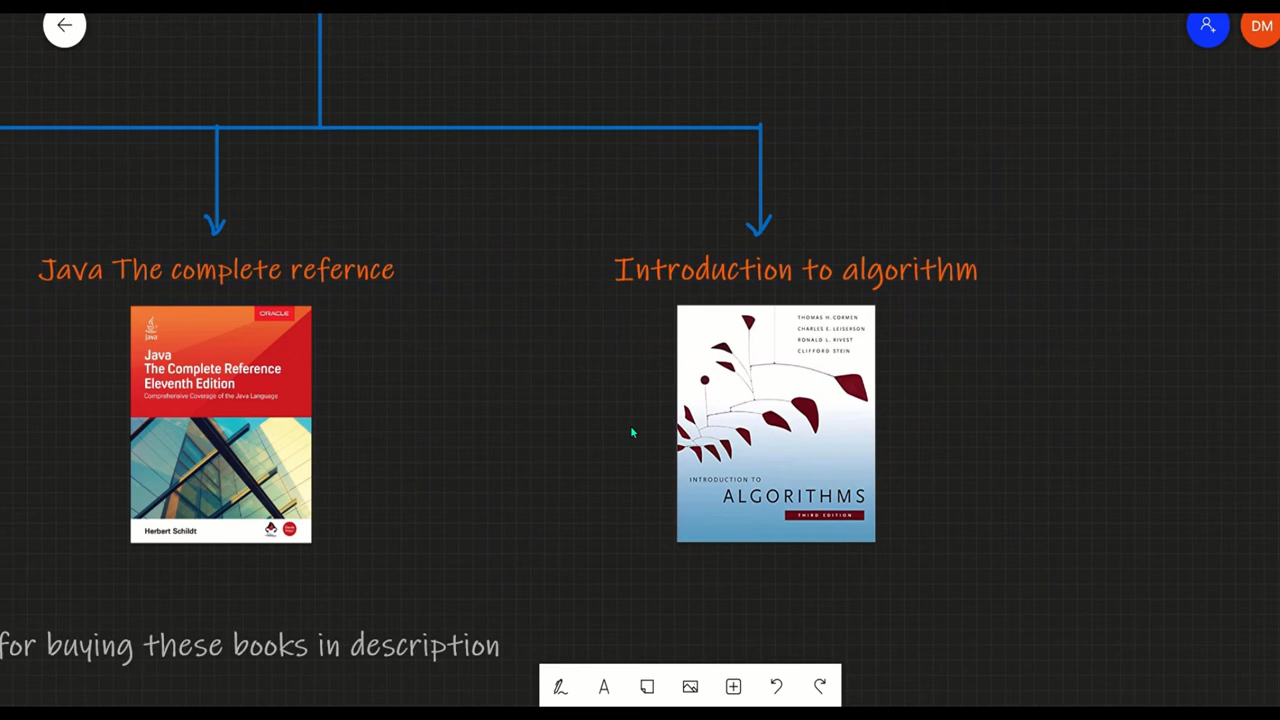 DM
Java The complete refernce
Introduction to algorithm
ORACLE
Java
Java
The Complete Reference
Eleventh Edition
Comprehensive Coverage of the Java Language
Herbert Schildt
THOMAS H. CORMEN
CHARLES E. LEISERSON
RONALD L. RIVEST
CLIFFORD STEIN
INTRODUCTION TO
ALGORITHMS
THIRD EDITION
for buying these books in description
A